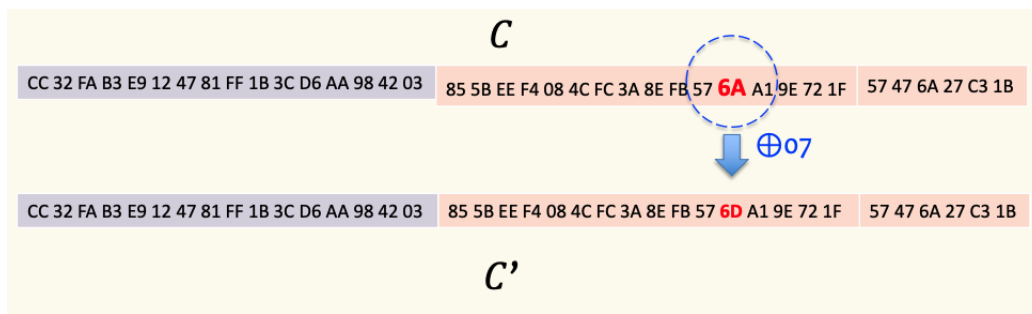 C
CC 32 FA B3 E9 12 47 81 FF 1B 3C D6 AA 98 42 03 85 5B EE F4 08 4C FC 3A 8E FB 57 6A A1 9E 72 1F 57 47 6A 27 C3 1B
⊕07
CC 32 FA B3 E9 12 47 81 FF 1B 3C D6 AA 98 42 03 85 5B EE F4 08 4C FC 3A 8E FB 57 6D A1 9E 72 1F 57 47 6A 27 C3 1B
C’